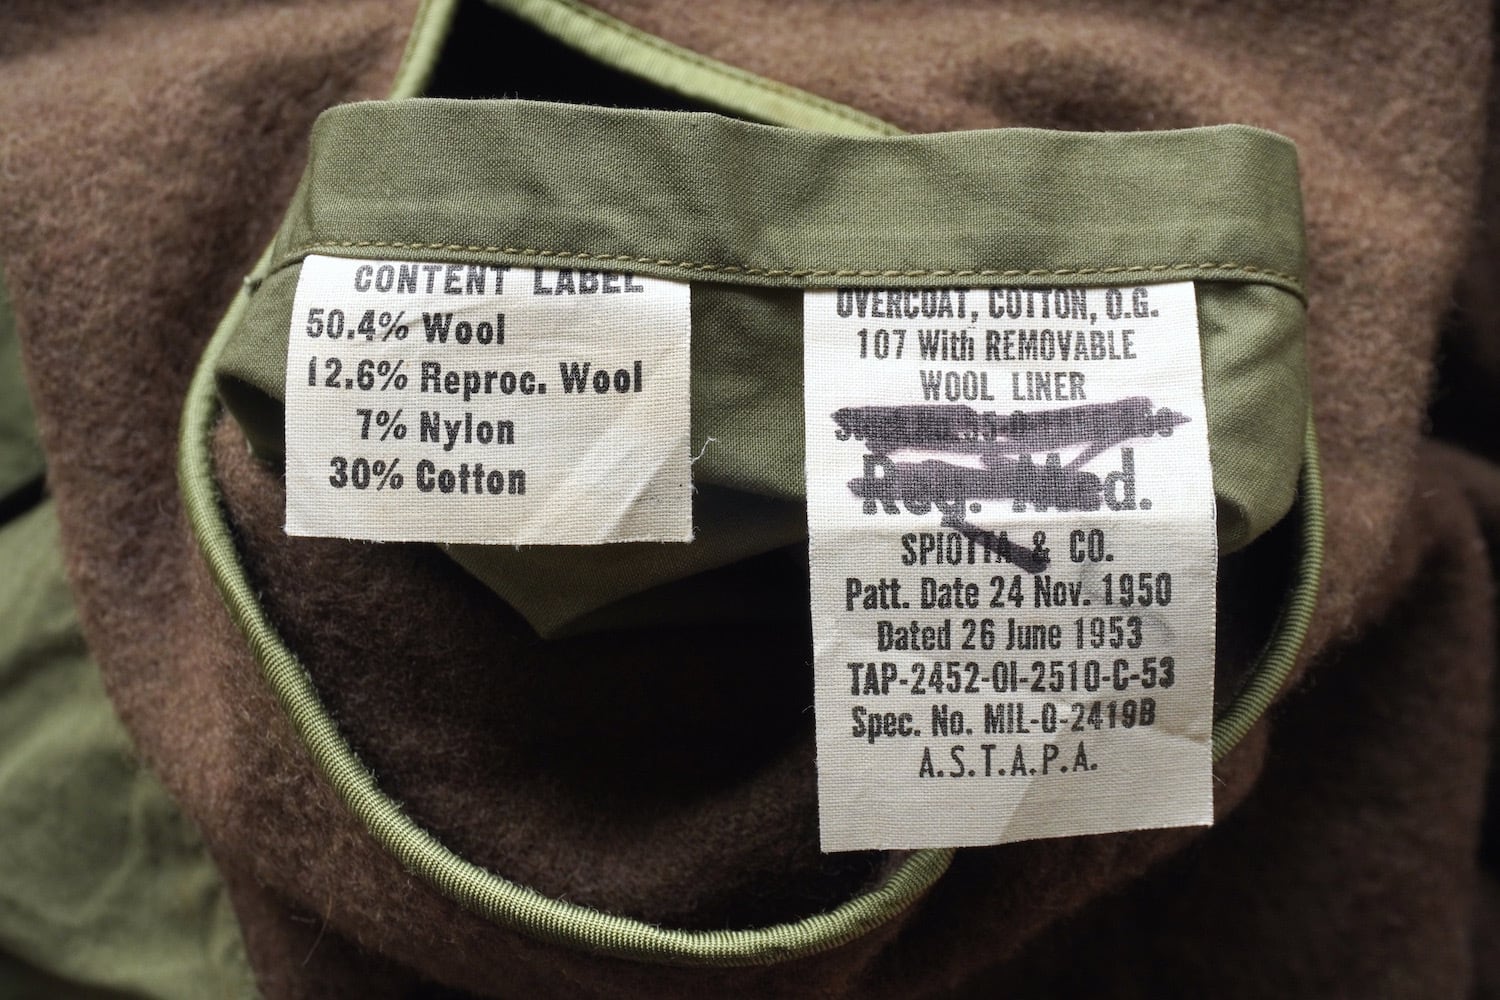 CONTENT LABEL
50.4% Wool
12.6% Reproc. Wool
7% Nylon
30% Cotton
OVERCOAT, COTTON, O.G.
107 With REMOVABLE
WOOL LINER
Reg. Med.
SPIOTTA & CO.
Patt. Date 24 Nov. 1950
Dated 26 June 1953
TAP-2452-OI-2510-C-53
Spec. No. MIL-O-2419B
A.S.T.A.P.A.